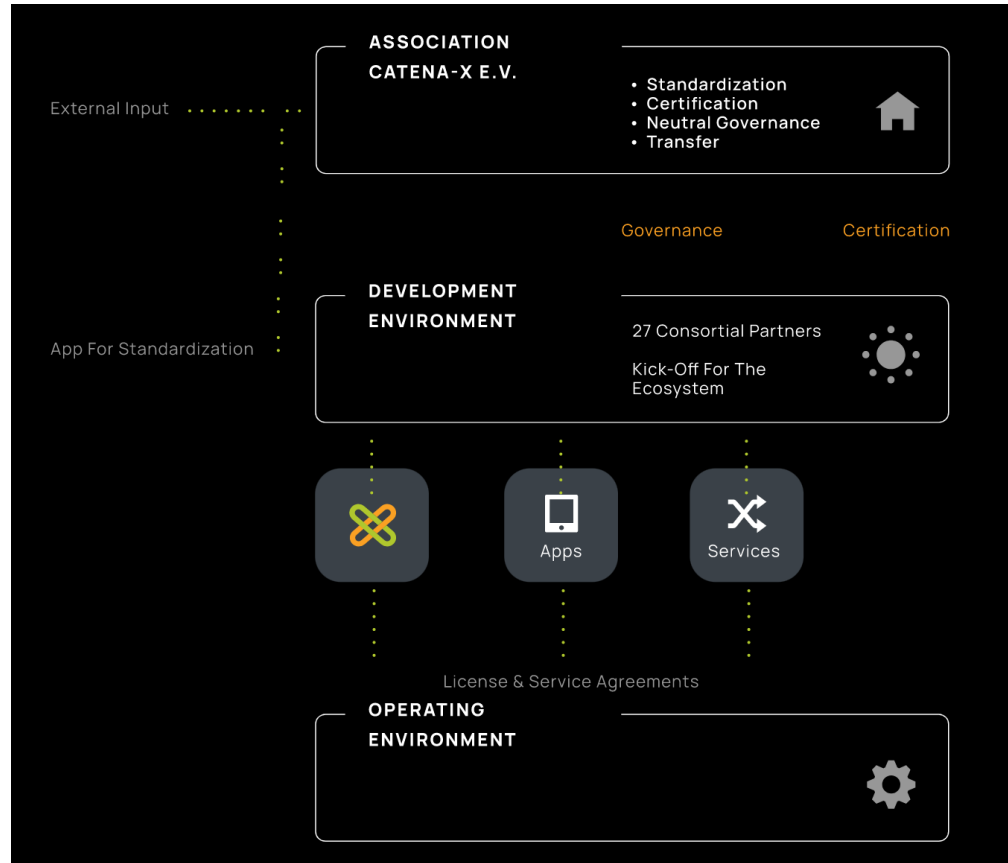 ASSOCIATION
CATENA-X E.V.
External Input
• Standardization
• Certification
• Neutral Governance
• Transfer
Governance
Certification
DEVELOPMENT
ENVIRONMENT
App For Standardization
27 Consortial Partners
Kick-Off For The
Ecosystem
Apps
Services
License & Service Agreements
OPERATING
ENVIRONMENT